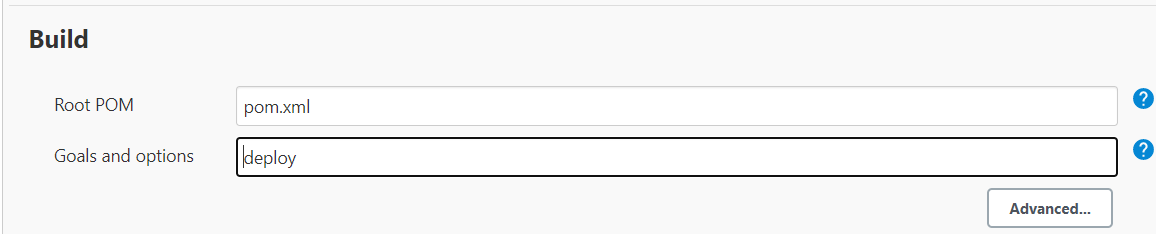 Build
Root POM
pom.xml
?
Goals and options
deploy
?
Advanced...